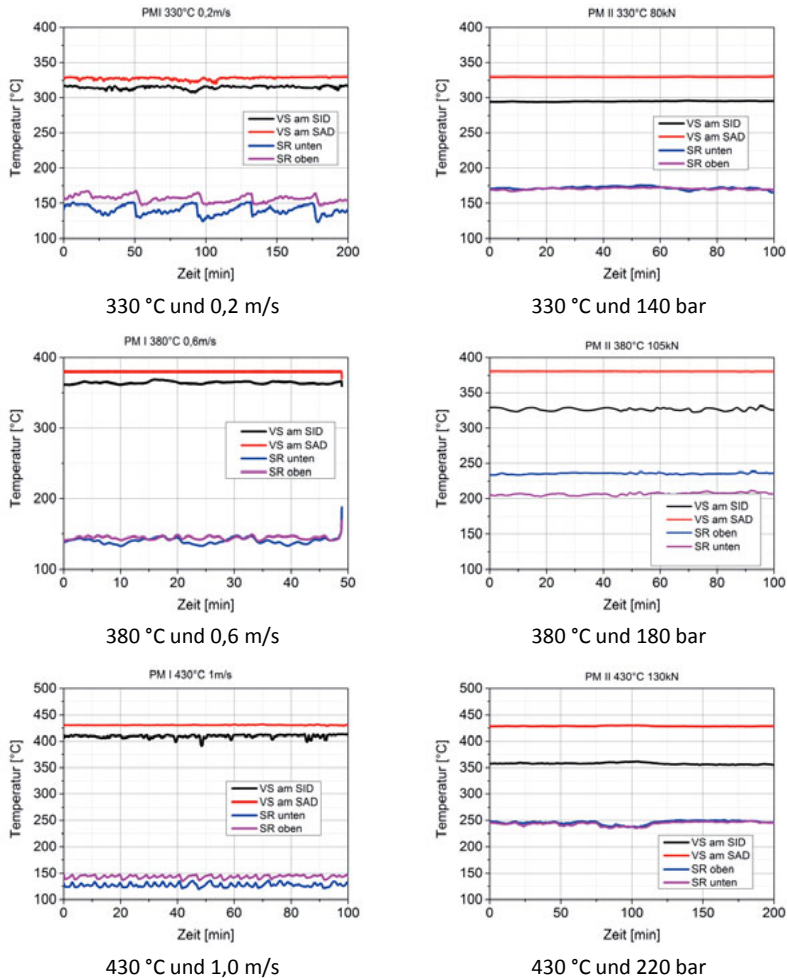 PMI 330°C 0,2m/s
Temperatur [°C]
400
350
300
250
200
150
100
VS am SID
VS am SAD
SR unten
SR oben
0 50 100 150 200
Zeit [min]
330 °C und 0,2 m/s
PM II 330°C 80kN
Temperatur [°C]
400
350
300
250
200
150
100
VS am SID
VS am SAD
SR unten
SR oben
0 20 40 60 80 100
Zeit [min]
330 °C und 140 bar
PM I 380°C 0,6m/s
Temperatur [°C]
400
350
300
200
150
100
VS am SID
VS am SAD
SR unten
SR oben
0 10 20 30 40 50
Zeit [min]
380 °C und 0,6 m/s
PM II 380°C 105kN
Temperatur [°C]
400
350
300
250
200
150
100
VS am SID
VS am SAD
SR oben
SR unten
0 20 40 60 80 100
Zeit [min]
380 °C und 180 bar
PM I 430°C 1m/s
Temperatur [°C]
500
450
400
350
300
250
200
150
100
VS am SID
VS am SAD
SR unten
SR oben
0 20 40 60 80 100
Zeit [min]
430 °C und 1,0 m/s
PM II 430°C 130kN
Temperatur [°C]
500
450
400
350
300
250
200
150
100
VS am SID
VS am SAD
SR oben
SR unten
0 50 100 150 200
Zeit [min]
430 °C und 220 bar